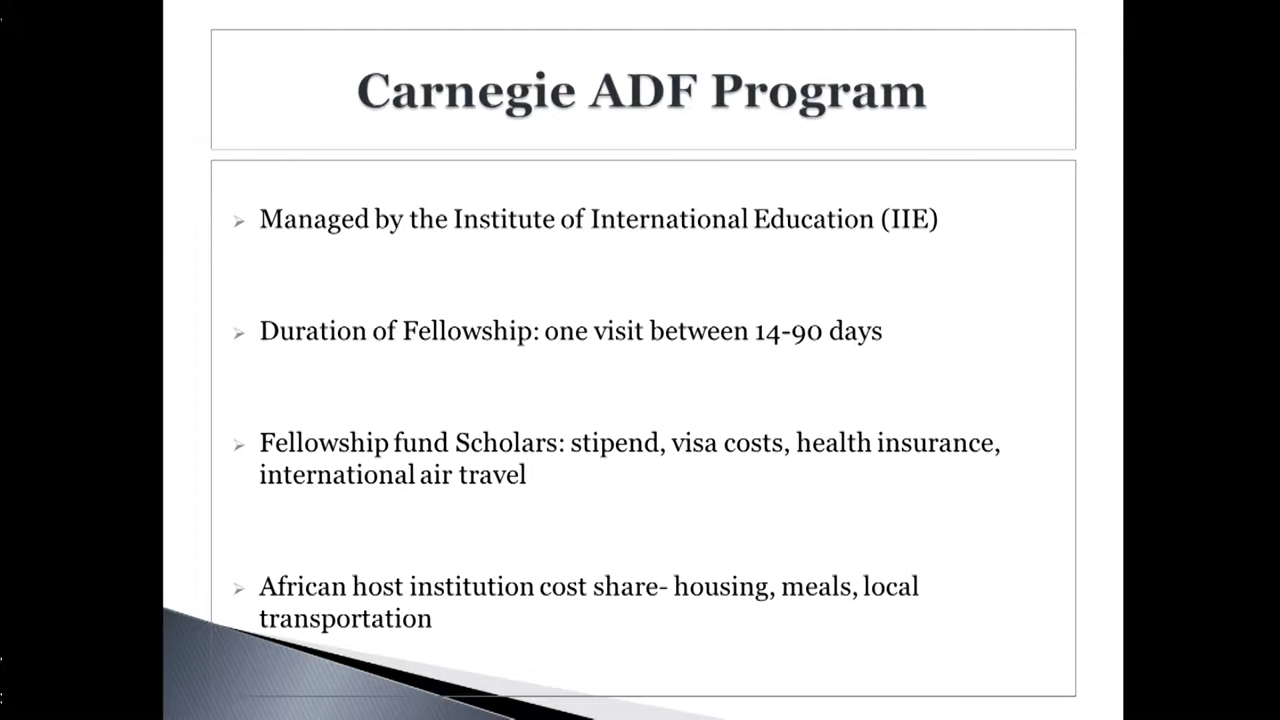 Carnegie ADF Program
Managed by the Institute of International Education (IIE)
Duration of Fellowship: one visit between 14-90 days
Fellowship fund Scholars: stipend, visa costs, health insurance,
international air travel
African host institution cost share- housing, meals, local
transportation